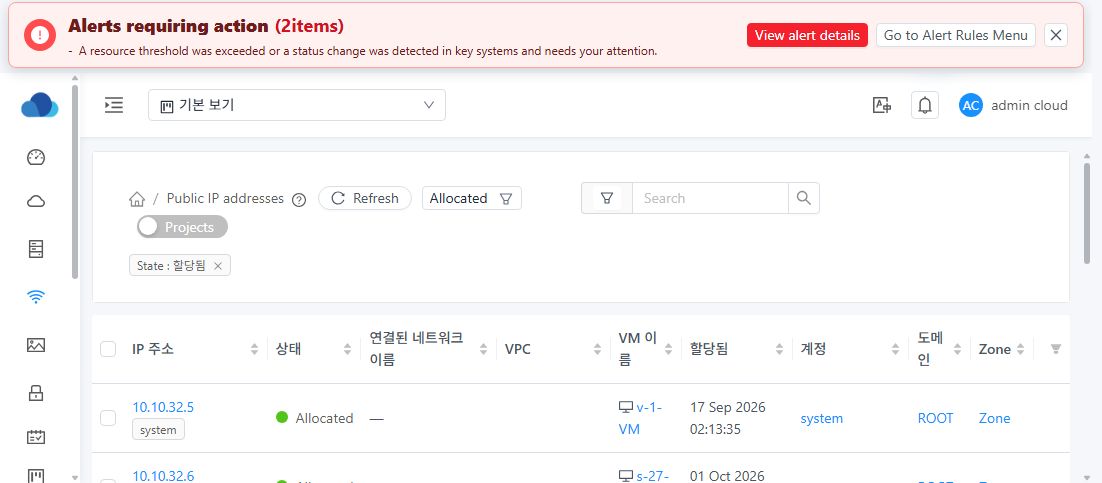 Alerts requiring action (2items)
- A resource threshold was exceeded or a status change was detected in key systems and needs your attention.
View alert details
Go to Alert Rules Menu
기본 보기
AC admin cloud
/ Public IP addresses
Refresh
Allocated
Search
Projects
State : 할당됨
IP 주소
상태
연결된 네트워크
이름
VPC
VM 이
름
할당됨
계정
도메
인
Zone
10.10.32.5
system
Allocated
—
v-1-
VM
17 Sep 2026
02:13:35
system
ROOT
Zone
10.10.32.6
s-27-
01 Oct 2026